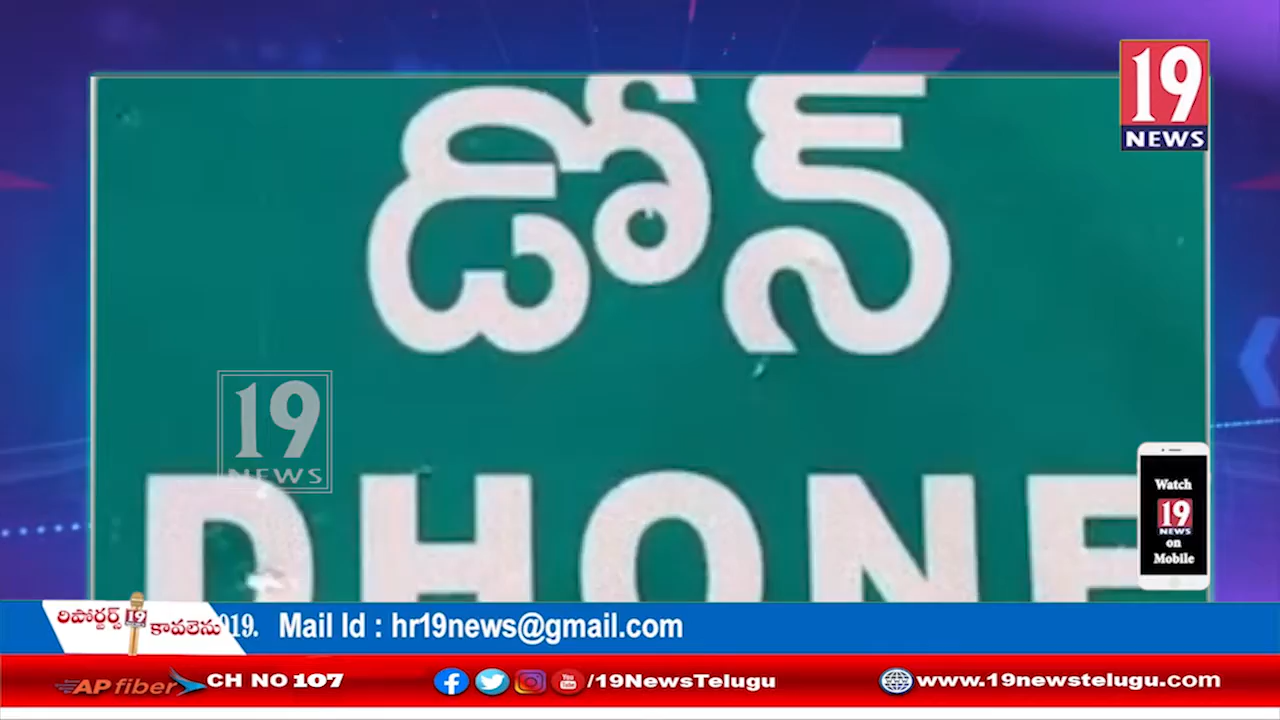 19
NEWS
డోన్
19
NEWS
DHONE
Watch
19
NEWS
on
Mobile
రిపోర్టర్స్ 19 కావలెను
019. Mail Id : hr19news@gmail.com
AP fiber CH NO 107
/19NewsTelugu
www.19newstelugu.com